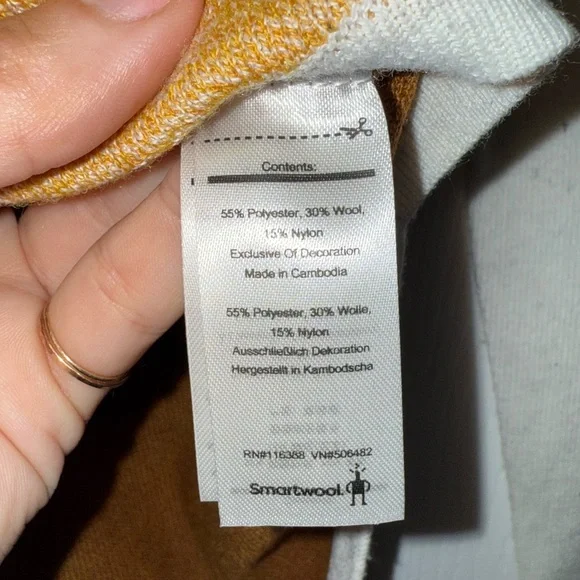 Contents:
55% Polyester, 30% Wool,
15% Nylon
Exclusive Of Decoration
Made in Cambodia
55% Polyester, 30% Wolle,
15% Nylon
Ausschließlich Dekoration
Hergestellt in Kambodscha
RN#116388 VN#506482
Smartwool.